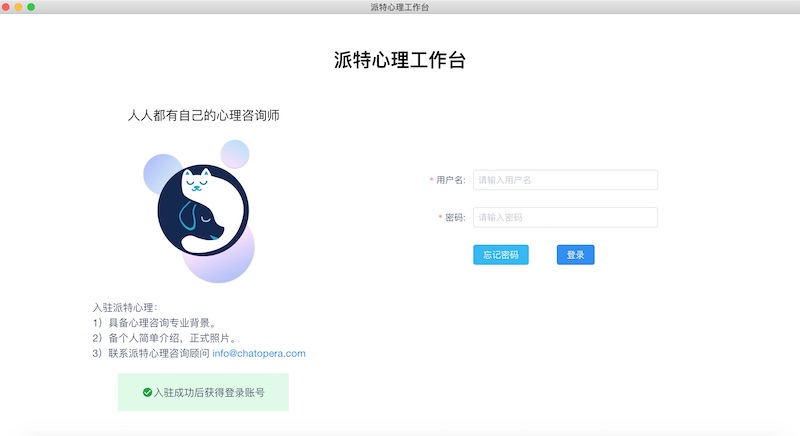 派特心理工作台
派特心理工作台
人人都有自己的心理咨询师
* 用户名:
请输入用户名
* 密码:
请输入密码
忘记密码
登录
入驻派特心理：
1）具备心理咨询专业背景。
2）备个人简单介绍，正式照片。
3）联系派特心理咨询顾问 info@chatopera.com
入驻成功后获得登录账号